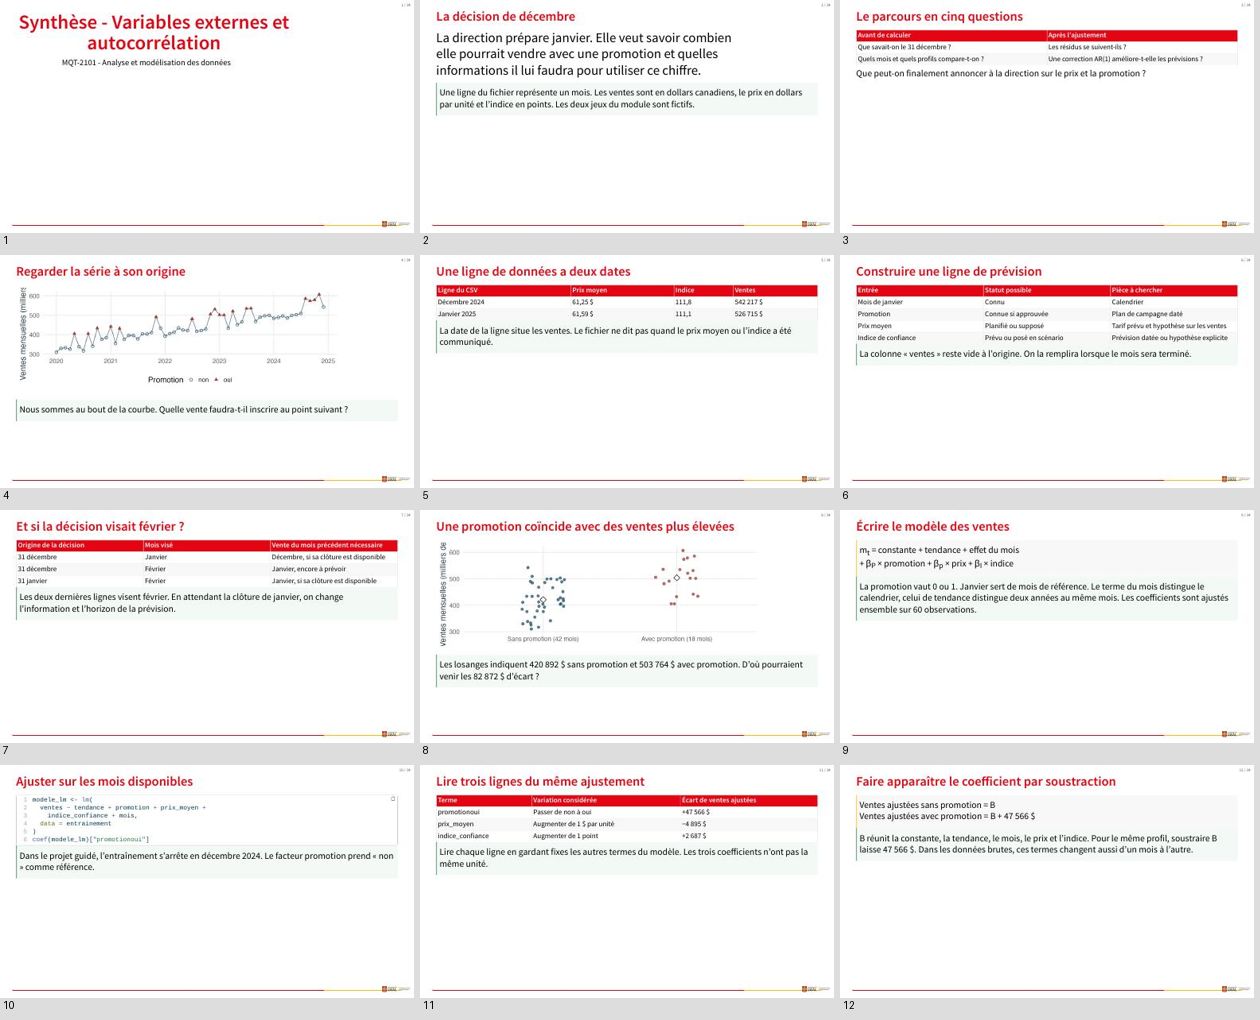 Synthèse - Variables externes et
autocorrélation
MQT-2101 - Analyse et modélisation des données
1
La décision de décembre
La direction prépare janvier. Elle veut savoir combien
elle pourrait vendre avec une promotion et quelles
informations il lui faudra pour utiliser ce chiffre.
Une ligne du fichier représente un mois. Les ventes sont en dollars canadiens, le prix en dollars
par unité et l'indice en points. Les deux jeux du module sont fictifs.
2
Le parcours en cinq questions
Avant de calculer Après l'ajustement
Que savait-on le 31 décembre ? Les résidus se suivent-ils ?
Quels mois et quels profils compare-t-on ? Une correction AR(1) améliore-t-elle les prévisions ?
Que peut-on finalement annoncer à la direction sur le prix et la promotion ?
3
Regarder la série à son origine
Ventes mensuelles (milliers
600
500
400
300
2020 2021 2022 2023 2024 2025
Promotion non oui
Nous sommes au bout de la courbe. Quelle vente faudra-t-il inscrire au point suivant ?
4
Une ligne de données a deux dates
Ligne du CSV Prix moyen Indice Ventes
Décembre 2024 61,25 $ 111,8 542 217 $
Janvier 2025 61,59 $ 111,1 526 715 $
La date de la ligne situe les ventes. Le fichier ne dit pas quand le prix moyen ou l'indice a été
communiqué.
5
Construire une ligne de prévision
Entrée Statut possible Pièce à chercher
Mois de janvier Connu Calendrier
Promotion Connue si approuvée Plan de campagne daté
Prix moyen Planifié ou supposé Tarif prévu et hypothèse sur les ventes
Indice de confiance Prévu ou posé en scénario Prévision datée ou hypothèse explicite
La colonne « ventes » reste vide à l'origine. On la remplira lorsque le mois sera terminé.
6
Et si la décision visait février ?
Origine de la décision Mois visé Vente du mois précédent nécessaire
31 décembre Janvier Décembre, si sa clôture est disponible
31 décembre Février Janvier, encore à prévoir
31 janvier Février Janvier, si sa clôture est disponible
Les deux dernières lignes visent février. En attendant la clôture de janvier, on change
l'information et l'horizon de la prévision.
7
Une promotion coïncide avec des ventes plus élevées
Ventes mensuelles (milliers de
600
500
400
300
Sans promotion (42 mois) Avec promotion (18 mois)
Les losanges indiquent 420 892 $ sans promotion et 503 764 $ avec promotion. D'où pourraient
venir les 82 872 $ d'écart ?
8
Écrire le modèle des ventes
mt = constante + tendance + effet du mois
+ βP × promotion + βp × prix + βI × indice
La promotion vaut 0 ou 1. Janvier sert de mois de référence. Le terme du mois distingue le
calendrier, celui de tendance distingue deux années au même mois. Les coefficients sont ajustés
ensemble sur 60 observations.
9
Ajuster sur les mois disponibles
1 modele_lm <- lm(
2 ventes ~ tendance + promotion + prix_moyen +
3 indice_confiance + mois,
4 data = entrainement
5 )
6 coef(modele_lm)["promotionoui"]
Dans le projet guidé, l'entraînement s'arrête en décembre 2024. Le facteur promotion prend « non
» comme référence.
10
Lire trois lignes du même ajustement
Terme Variation considérée Écart de ventes ajustées
promotionoui Passer de non à oui +47 566 $
prix_moyen Augmenter de 1 $ par unité −4 895 $
indice_confiance Augmenter de 1 point +2 687 $
Lire chaque ligne en gardant fixes les autres termes du modèle. Les trois coefficients n'ont pas la
même unité.
11
Faire apparaître le coefficient par soustraction
Ventes ajustées sans promotion = B
Ventes ajustées avec promotion = B + 47 566 $
B réunit la constante, la tendance, le mois, le prix et l'indice. Pour le même profil, soustraire B
laisse 47 566 $. Dans les données brutes, ces termes changent aussi d'un mois à l'autre.
12